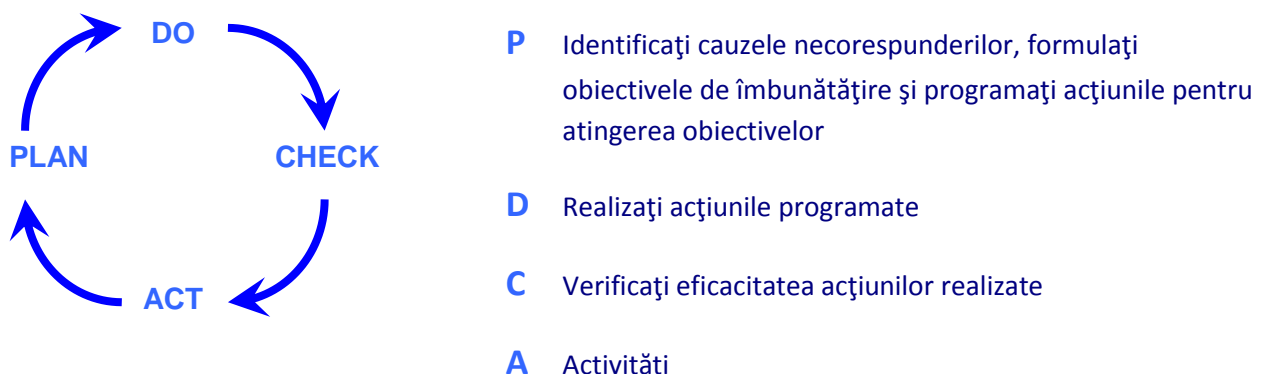 DO
PLAN
CHECK
ACT
P Identificaţi cauzele necorespunderilor, formulaţi
obiectivele de îmbunătăţire şi programaţi acţiunile pentru
atingerea obiectivelor
D Realizaţi acţiunile programate
C Verificaţi eficacitatea acţiunilor realizate
A Activităţi